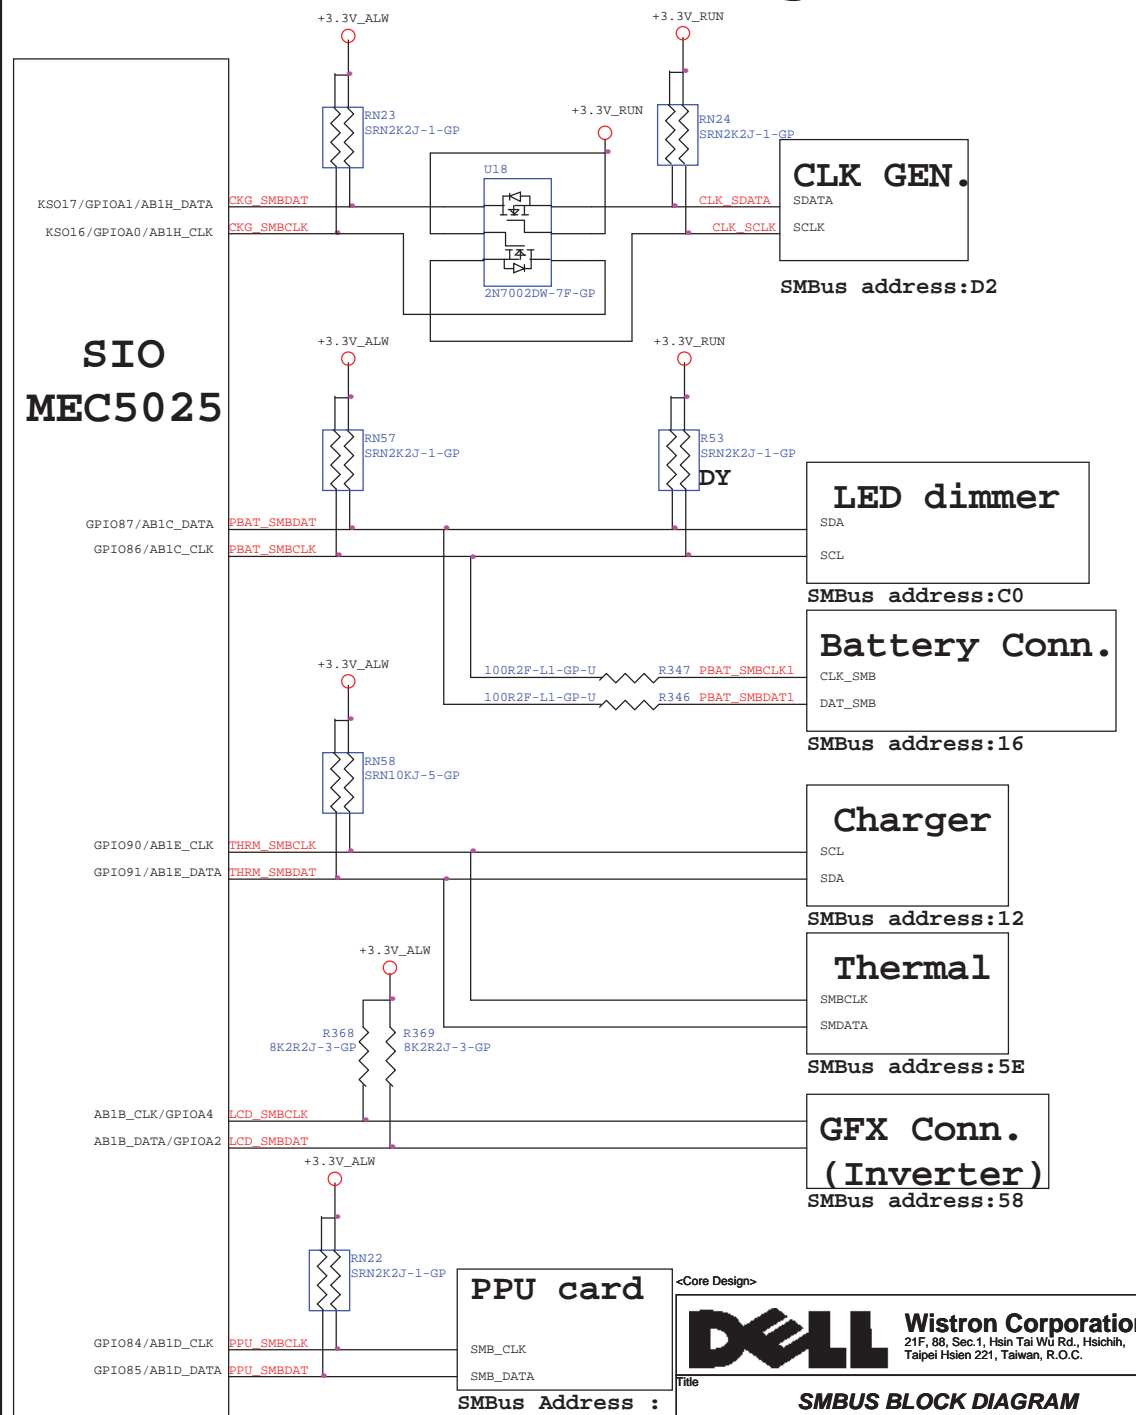 +3.3V_ALW
+3.3V_RUN
+3.3V_RUN
RN23
SRN2K2J-1-GP
RN24
SRN2K2J-1-GP
U18
CLK GEN.
KSO17/GPIOA1/AB1H_DATA
CKG_SMBDAT
CLK_SDATA
SDATA
KSO16/GPIOA0/AB1H_CLK
CKG_SMBCLK
CLK_SCLK
SCLK
2N7002DW-7F-GP
SMBus address:D2
SIO
MEC5025
+3.3V_ALW
+3.3V_RUN
RN57
SRN2K2J-1-GP
R53
SRN2K2J-1-GP
DY
LED dimmer
GPIO87/AB1C_DATA
PBAT_SMBDAT
SDA
GPIO86/AB1C_CLK
PBAT_SMBCLK
SCL
SMBus address:C0
Battery Conn.
+3.3V_ALW
100R2F-L1-GP-U
R347
PBAT_SMBCLK1
CLK_SMB
100R2F-L1-GP-U
R346
PBAT_SMBDAT1
DAT_SMB
SMBus address:16
RN58
SRN10KJ-5-GP
Charger
GPIO90/AB1E_CLK
THRM_SMBCLK
SCL
GPIO91/AB1E_DATA
THRM_SMBDAT
SDA
SMBus address:12
+3.3V_ALW
Thermal
SMBCLK
SMDATA
R368
8K2R2J-3-GP
R369
8K2R2J-3-GP
SMBus address:5E
AB1B_CLK/GPIOA4
LCD_SMBCLK
AB1B_DATA/GPIOA2
LCD_SMBDAT
GFX Conn.
(Inverter)
SMBus address:58
+3.3V_ALW
RN22
SRN2K2J-1-GP
PPU card
GPIO84/AB1D_CLK
PPU_SMBCLK
SMB_CLK
GPIO85/AB1D_DATA
PPU_SMBDAT
SMB_DATA
SMBus Address :
<Core Design>
DELL
Wistron Corporation
21F, 88, Sec.1, Hsin Tai Wu Rd., Hsichih,
Taipei Hsien 221, Taiwan, R.O.C.
Title
SMBUS BLOCK DIAGRAM